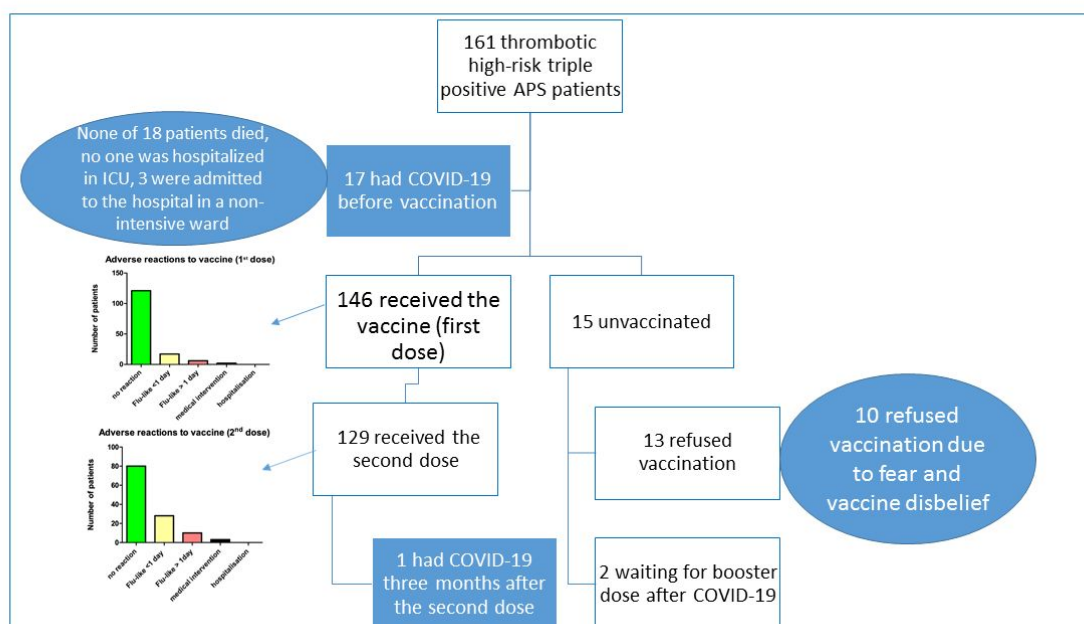 161 thrombotic
high-risk triple
positive APS patients
None of 18 patients died,
no one was hospitalized
in ICU, 3 were admitted
to the hospital in a non-
intensive ward
17 had COVID-19
before vaccination
Adverse reactions to vaccine (1st dose)
Number of patients
150
100
50
0
no reaction
Flu-like <1 day
Flu-like > 1 day
medical intervention
hospitalisation
146 received the
vaccine (first
dose)
15 unvaccinated
Adverse reactions to vaccine (2nd dose)
Number of patients
100
80
60
40
20
0
no reaction
Flu-like <1 day
Flu-like > 1day
medical intervention
hospitalisation
129 received the
second dose
13 refused
vaccination
10 refused
vaccination due
to fear and
vaccine disbelief
1 had COVID-19
three months after
the second dose
2 waiting for booster
dose after COVID-19